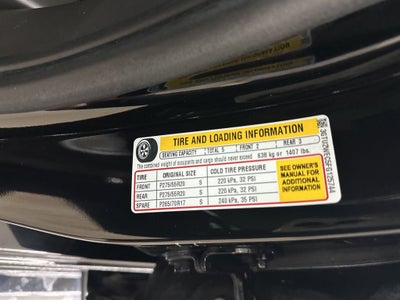 TIRE AND LOADING INFORMATION
SEATING CAPACITY TOTAL 5 FRONT 2 REAR 3
The combined weight of occupants and cargo should never exceed 638 kg or 1407 lbs.
TIRE ORIGINAL SIZE COLD TIRE PRESSURE
FRONT P275/55R20 S 220 kPa, 32 PSI
REAR P275/55R20 S 220 kPa, 32 PSI
SPARE P265/70R17 S 240 kPa, 35 PSI
SEE OWNER'S
MANUAL FOR
ADDITIONAL
INFORMATION